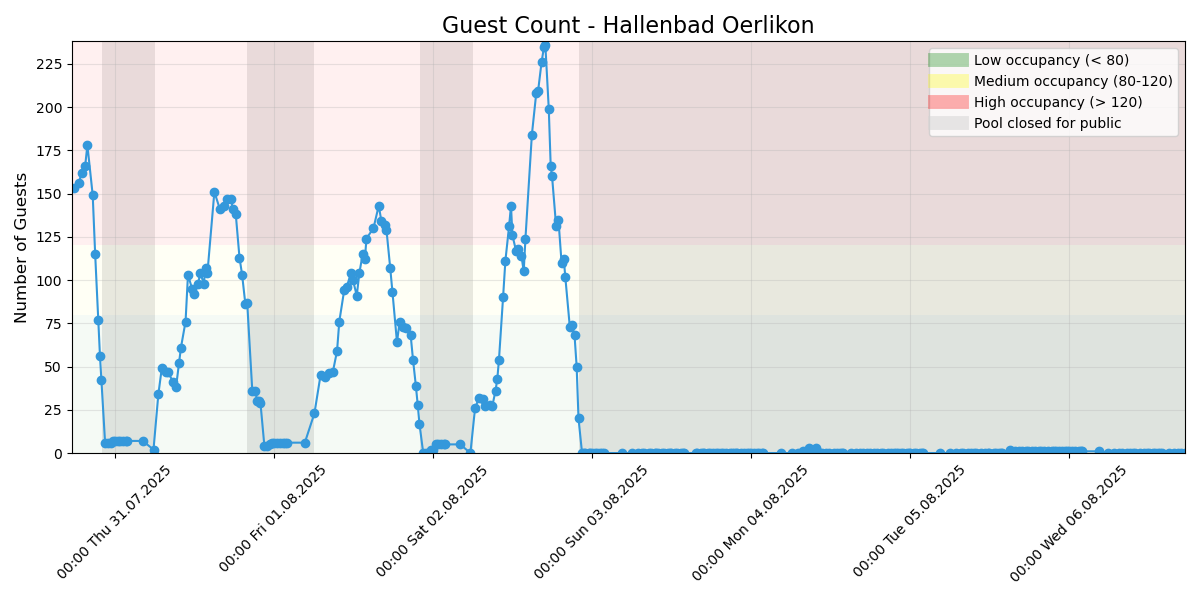 Guest Count - Hallenbad Oerlikon
Number of Guests
225
200
175
150
125
100
75
50
25
0
Low occupancy (< 80)
Medium occupancy (80-120)
High occupancy (> 120)
Pool closed for public
00:00 Thu 31.07.2025
00:00 Fri 01.08.2025
00:00 Sat 02.08.2025
00:00 Sun 03.08.2025
00:00 Mon 04.08.2025
00:00 Tue 05.08.2025
00:00 Wed 06.08.2025